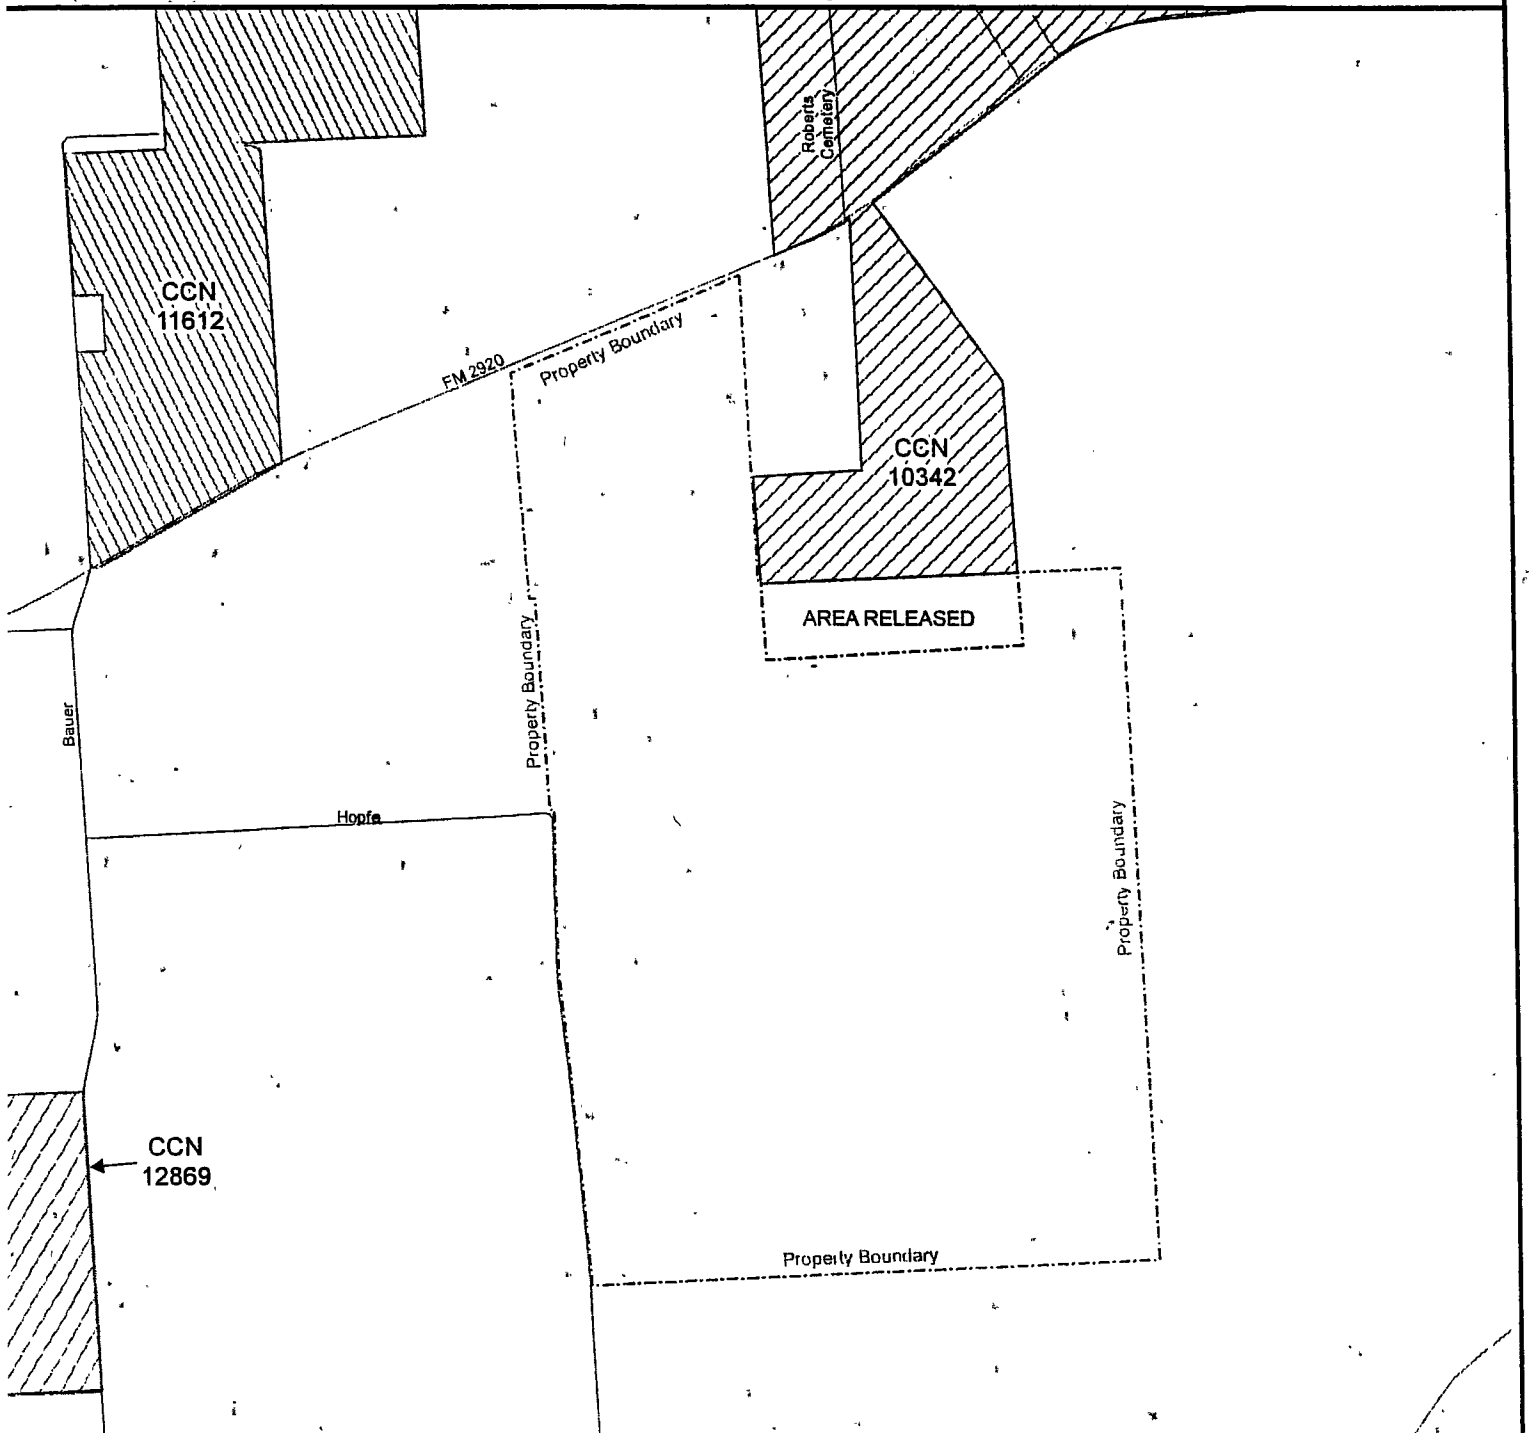 Roberts
Cemetery
CCN
11612
FM 2920
Property Boundary
CCN
10342
AREA RELEASED
Property Boundary
Bauer
Hopfe
Property Boundary
CCN
12869
Property Boundary